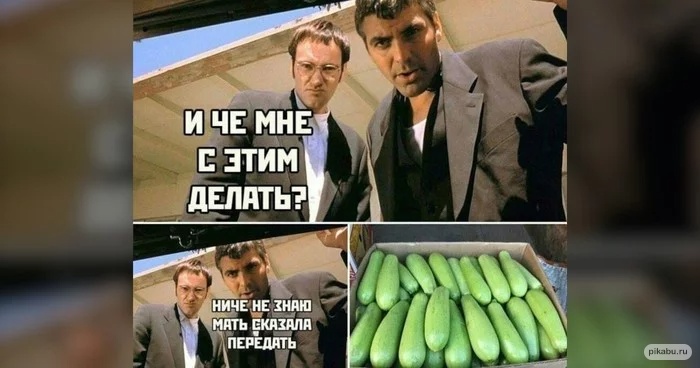 И ЧЕ МНЕ
С ЭТИМ
ДЕЛАТЬ?
НИЧЕ НЕ ЗНАЮ
МАТЬ СКАЗАЛА
ПЕРЕДАТЬ
pikabu.ru